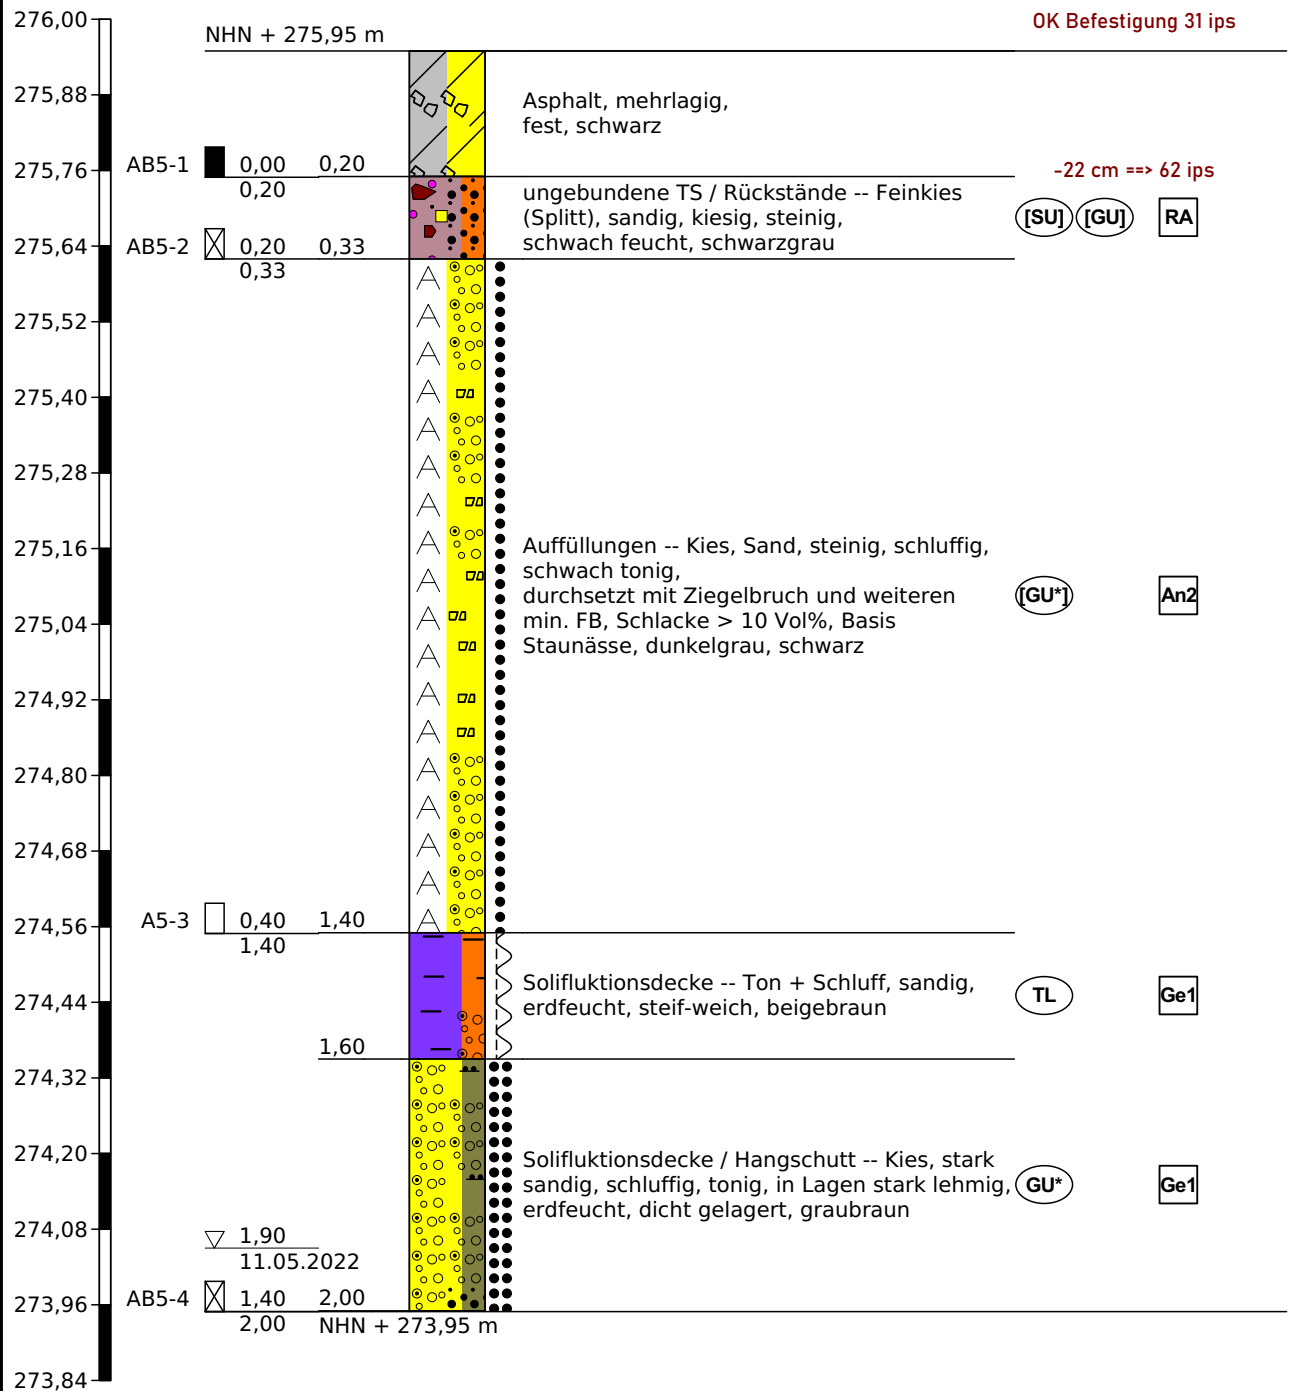 276,00
OK Befestigung 31 ips
NHN + 275,95 m
275,88
Asphalt, mehrlagig,
fest, schwarz
275,76
AB5-1
0,00
0,20
0,20
-22 cm ==> 62 ips
ungebundene TS / Rückstände -- Feinkies
(Splitt), sandig, kiesig, steinig,
schwach feucht, schwarzgrau
[SU]
[GU]
RA
275,64
AB5-2
0,20
0,33
0,33
275,52
275,40
275,28
275,16
Auffüllungen -- Kies, Sand, steinig, schluffig,
schwach tonig,
durchsetzt mit Ziegelbruch und weiteren
min. FB, Schlacke > 10 Vol%, Basis
Staunässe, dunkelgrau, schwarz
[GU*]
An2
275,04
274,92
274,80
274,68
274,56
A5-3
0,40
1,40
1,40
Solifluktionsdecke -- Ton + Schluff, sandig,
erdfeucht, steif-weich, beigebraun
TL
Ge1
274,44
1,60
274,32
274,20
Solifluktionsdecke / Hangschutt -- Kies, stark
sandig, schluffig, tonig, in Lagen stark lehmig,
erdfeucht, dicht gelagert, graubraun
GU*
Ge1
274,08
1,90
11.05.2022
273,96
AB5-4
1,40
2,00
2,00
NHN + 273,95 m
273,84